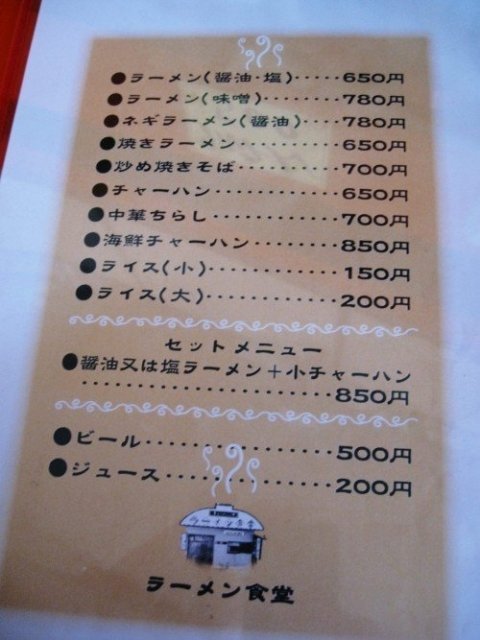 ●ラーメン(醤油・塩)·····650円
●ラーメン(味噌)········780円
●ネギラーメン(醤油)·····780円
●焼きラーメン··········650円
●炒め焼きそば··········700円
●チャーハン············650円
●中華ちらし············700円
●海鮮チャーハン········850円
●ライス(小)············150円
●ライス(大)············200円
セットメニュー
●醤油又は塩ラーメン＋小チャーハン
······················850円
●ビール················500円
●ジュース··············200円
ラーメン食堂
ラーメン食堂